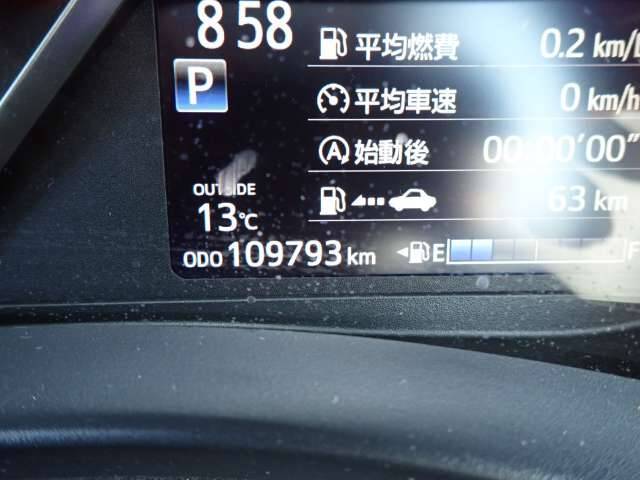 8 58
平均燃費 0.2 km/
P
平均車速 0 km/h
始動後 00:00'00"
OUTSIDE
13℃
63 km
ODO 109793 km
E F